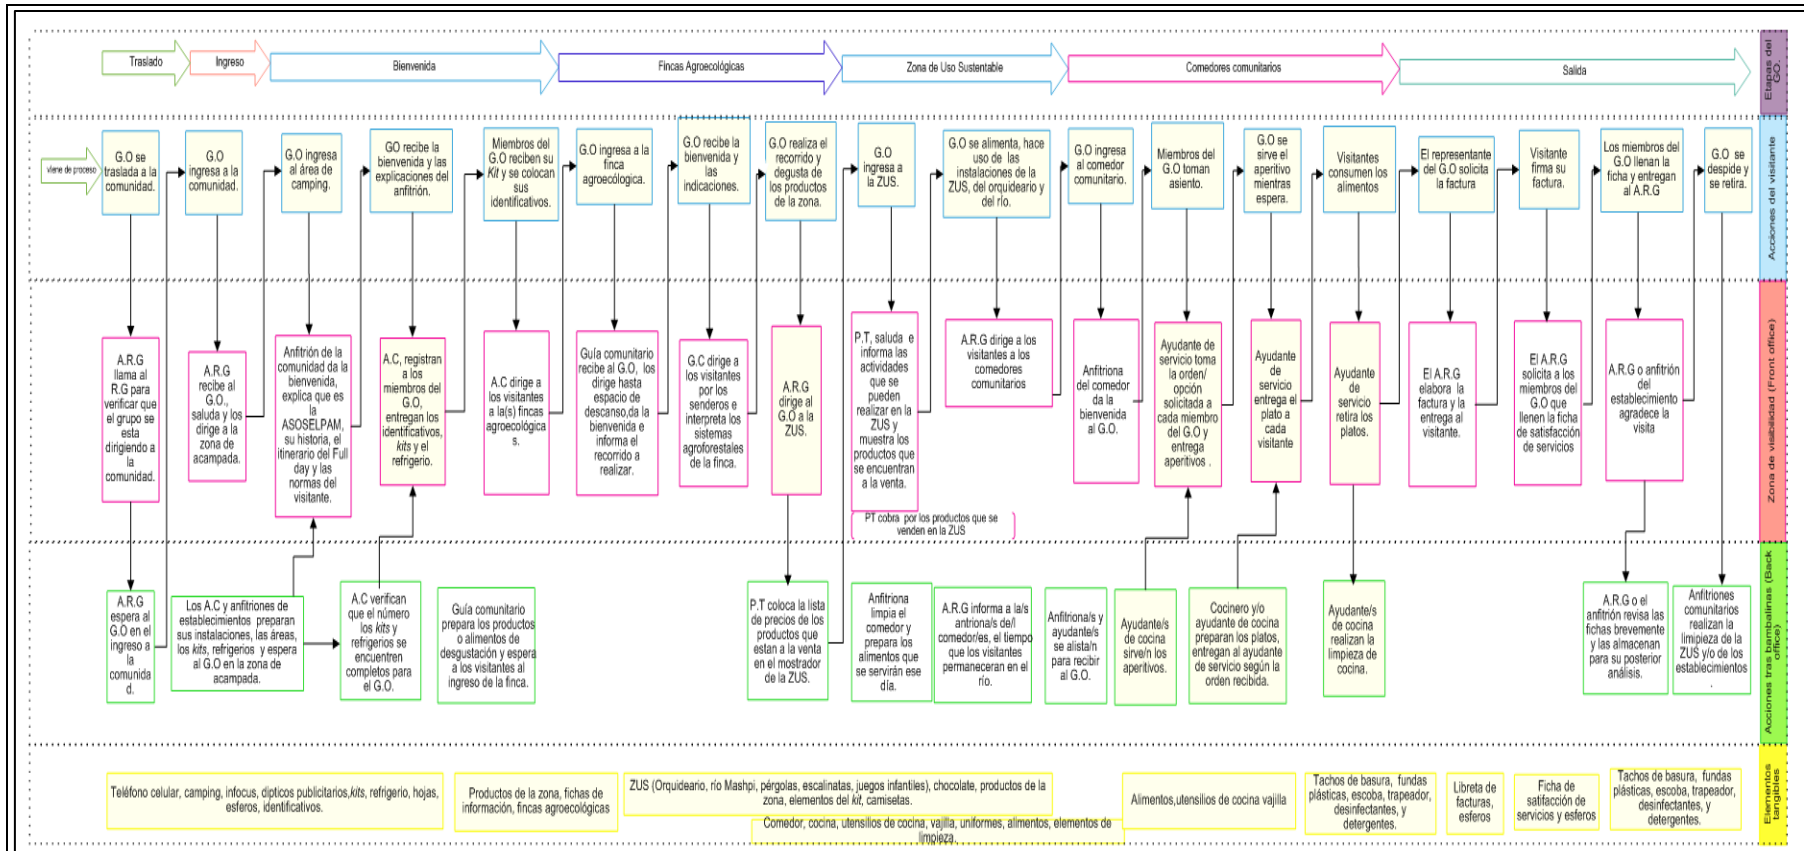 Traslado
Ingreso
Bienvenida
Fincas Agroecológicas
Zona de Uso Sustentable
Comedores comunitarios
Salida
Etapas del
GO.
viene de proceso
G.O se
traslada a la
comunidad.
G.O
ingresa a la
comunidad.
G.O ingresa
al área de
camping.
GO recibe la
bienvenida y las
explicaciones del
anfitrión.
Miembros del
G.O reciben su
Kit y se colocan
sus
identificativos.
G.O ingresa
a la finca
agroecólogica.
G.O recibe la
bienvenida y
las
indicaciones.
G.O realiza el
recorrido y
degusta de
los productos
de la zona.
G.O
ingresa a
la ZUS.
G.O se alimenta, hace
uso de las
instalaciones de la
ZUS, del orquideario y
del río.
G.O ingresa
al comedor
comunitario.
Miembros del
G.O toman
asiento.
G.O se
sirve el
aperitivo
mientras
espera.
Visitantes
consumen los
alimentos
El representante
del G.O solicita
la factura
Visitante
firma su
factura.
Los miembros del
G.O llenan la
ficha y entregan
al A.R.G
G.O se
despide y
se retira.
Acciones del visitante
A.R.G
llama al
R.G para
verificar que
el grupo se
esta
dirigiendo a
la
comunidad.
A.R.G
recibe al
G.O.,
saluda y los
dirige a la
zona de
acampada.
Anfitrión de la
comunidad da la
bienvenida,
explica que es
la
ASOSELPAM,
su historia, el
itinerario del Full
day y las
normas del
visitante.
A.C, registran
a los
miembros del
G.O,
entregan los
identificativos,
kits y el
refrigerio.
A.C dirige a
los visitantes
a la(s) fincas
agroecológica
s.
Guía comunitario
recibe al G.O, los
dirige hasta
espacio de
descanso,da la
bienvenida e
informa el
recorrido a
realizar.
G.C dirige a
los visitantes
por los
senderos e
interpreta los
sistemas
agroforestales
de la finca.
A.R.G
dirige al
G.O a la
ZUS.
P.T, saluda e
informa las
actividades
que se
pueden
realizar en la
ZUS y
muestra los
productos que
se encuentran
a la venta.
PT cobra por los productos que se
venden en la ZUS
A.R.G dirige a los
visitantes a los
comedores
comunitarios
Anfitriona
del comedor
da la
bienvenida
al G.O.
Ayudante de
servicio toma
la orden/
opción
solicitada a
cada miembro
del G.O y
entrega
aperitivos .
Ayudante
de servicio
entrega el
plato a
cada
visitante
Ayudante
de
servicio
retira los
platos.
El A.R.G
elabora la
factura y la
entrega al
visitante.
El A.R.G
solicita a los
miembros del
G.O que
llenen la ficha
de satisfacción
de servicios
A.R.G o anfitrión
del
establecimiento
agradece la
visita
Zona de visibilidad (Front office)
A.R.G
espera al
G.O en el
ingreso a
la
comunidad
d.
Los A.C y anfitriones de
establecimientos preparan
sus instalaciones, las áreas,
los kits, refrigerios y espera
al G.O en la zona de
acampada.
A.C verifican
que el número
los kits y
refrigerios se
encuentren
completos para
el G.O.
Guía comunitario
prepara los productos
o alimentos de
desgustación y espera
a los visitantes al
ingreso de la finca.
P.T coloca la lista
de precios de los
productos que
estan a la venta
en el mostrador
de la ZUS.
Anfitriona
limpia el
comedor y
prepara los
alimentos que
se servirán ese
día.
A.R.G informa a la/s
antriona/s de/l
comedor/es, el tiempo
que los visitantes
permaneceran en el
río.
Anfitriona/s y
ayudante/s
se alista/n
para recibir
al G.O.
Ayudante/s
de cocina
sirve/n los
aperitivos.
Cocinero y/o
ayudante de cocina
preparan los platos,
entregan al ayudante
de servicio según la
orden recibida.
Ayudante/s
de cocina
realizan la
limpieza de
cocina.
A.R.G o el
anfitrión revisa las
fichas brevemente
y las almacenan
para su posterior
análisis.
Anfitriones
comunitarios
realizan la
limpieza de la
ZUS y/o de los
establecimientos
.
Acciones tras bambalinas (Back
office)
Teléfono celular, camping, infocus, dipticos publicitarios,kits, refrigerio, hojas,
esferos, identificativos.
Productos de la zona, fichas de
información, fincas agroecológicas
ZUS (Orquideario, río Mashpi, pérgolas, escalinatas, juegos infantiles), chocolate, productos de la
zona, elementos del kit, camisetas.
Comedor, cocina, utensilios de cocina, vajilla, uniformes, alimentos, elementos de
limpieza.
Alimentos,utensilios de cocina vajilla
Tachos de basura, fundas
plásticas, escoba, trapeador,
desinfectantes, y
detergentes.
Libreta de
facturas,
esferos
Ficha de
satisfacción de
servicios y esferos
Tachos de basura, fundas
plásticas, escoba, trapeador,
desinfectantes, y
detergentes.
Elementos
tangibles